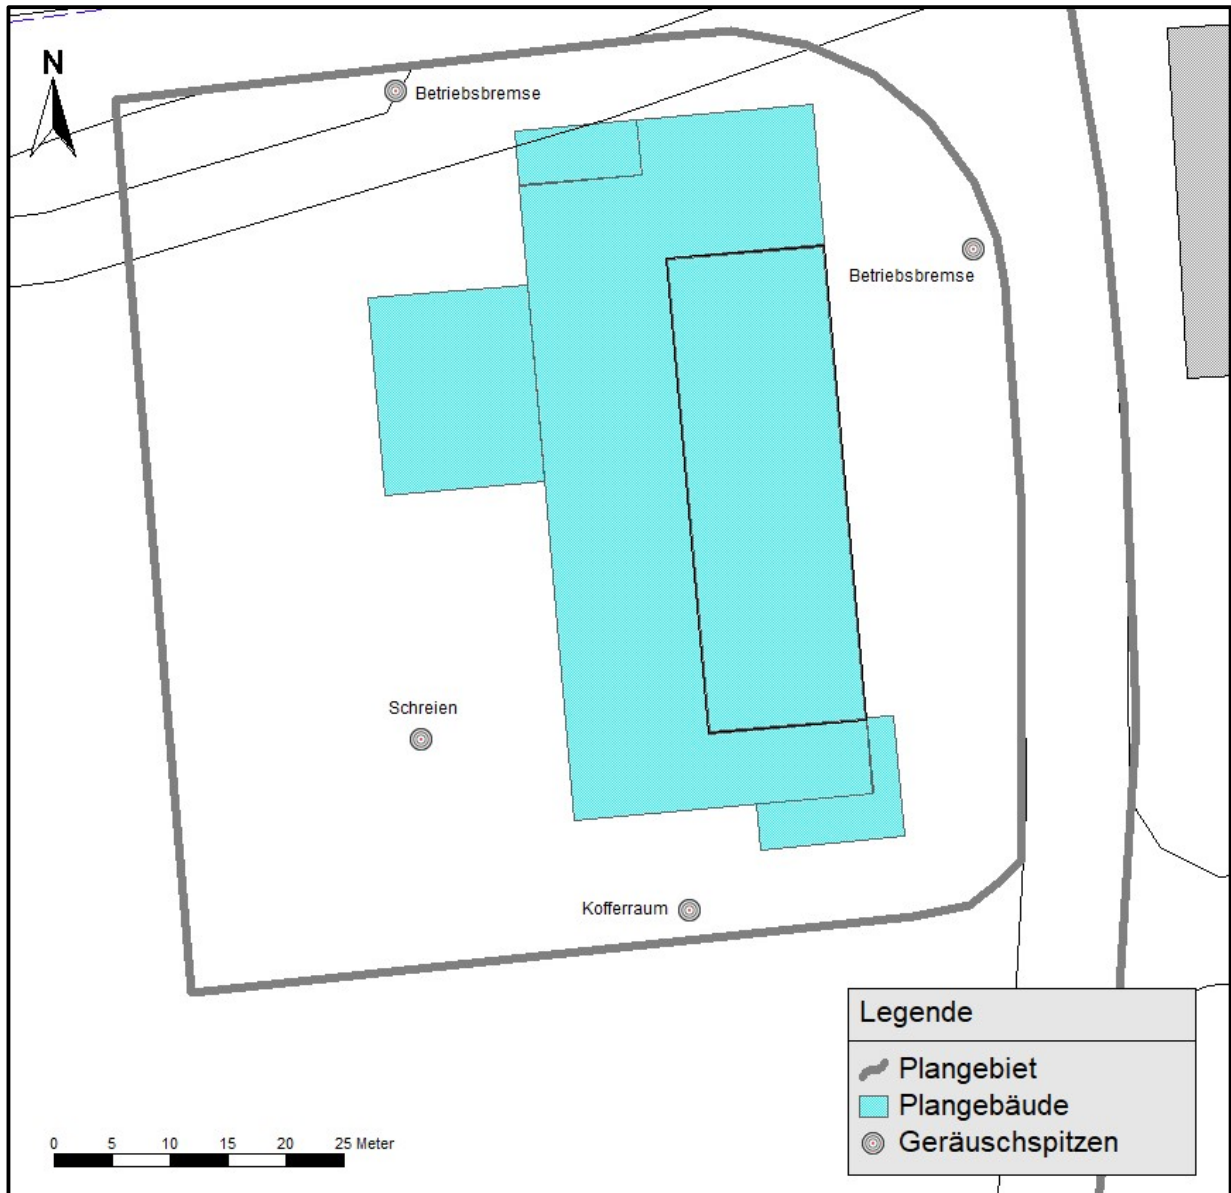 N
Betriebsbremse
Betriebsbremse
Schreien
Kofferraum
Legende
Plangebiet
Plangebäude
Geräuschspitzen
0 5 10 15 20 25 Meter